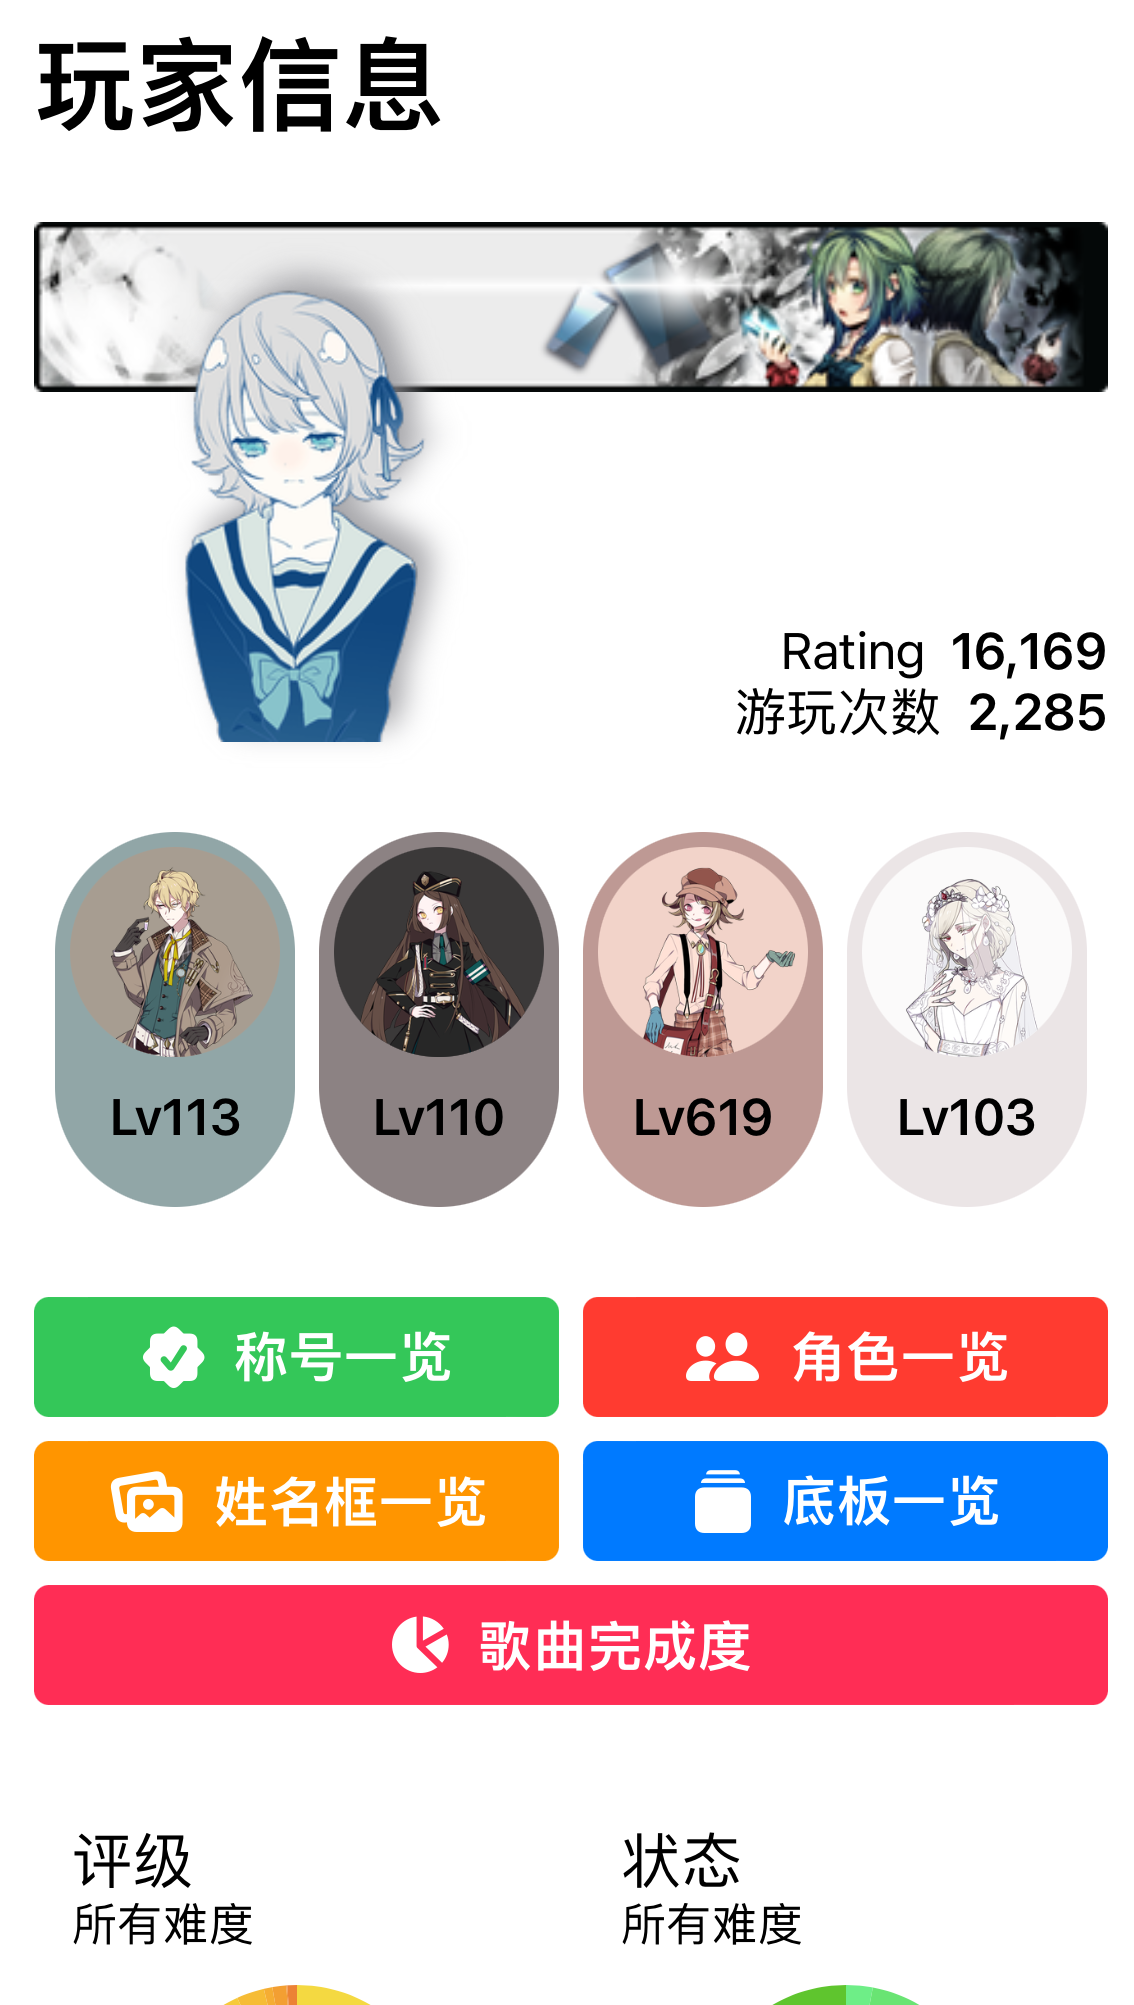 玩家信息
Rating 16,169
游玩次数 2,285
Lv113
Lv110
Lv619
Lv103
称号一览
角色一览
姓名框一览
底板一览
歌曲完成度
评级
所有难度
状态
所有难度